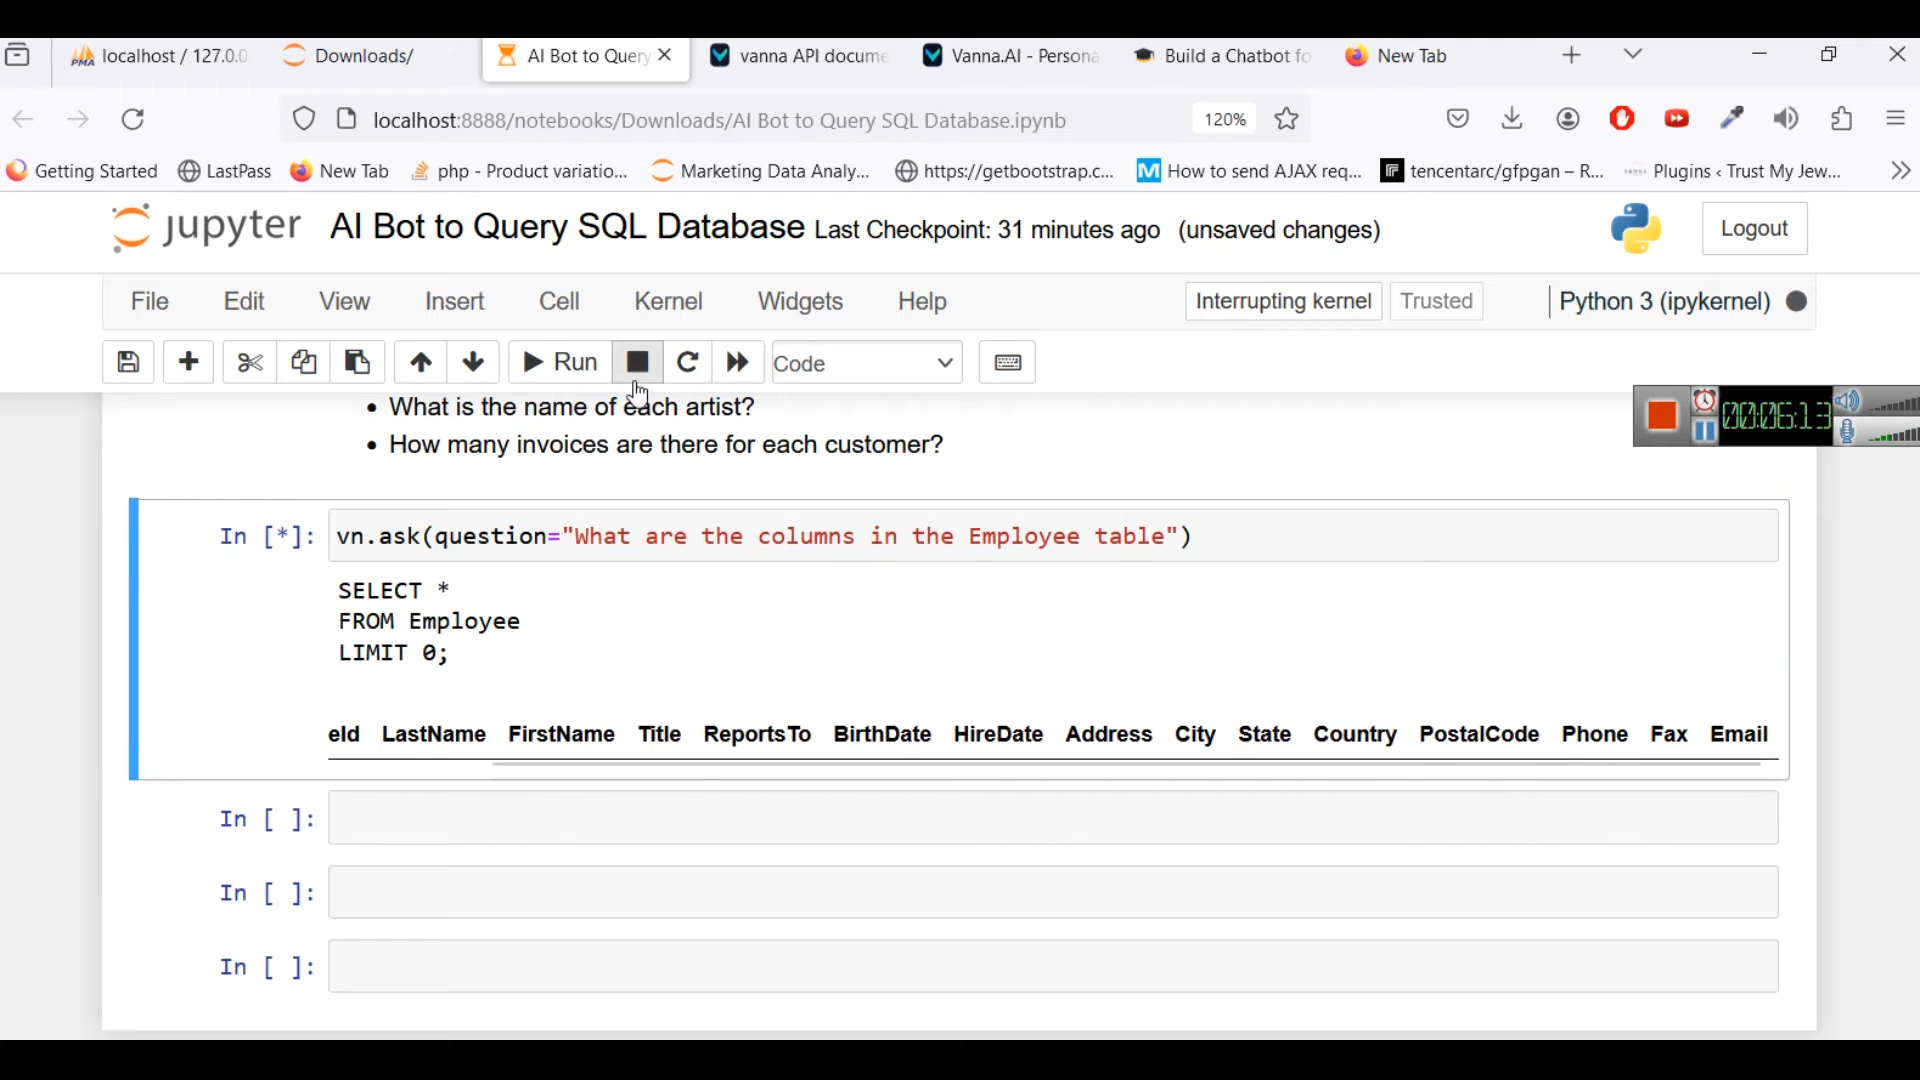 PMA localhost / 127.0.0
Downloads/
AI Bot to Query
vanna API docume
Vanna.AI - Persona
Build a Chatbot fo
New Tab
localhost:8888/notebooks/Downloads/AI Bot to Query SQL Database.ipynb
120%
Getting Started
LastPass
New Tab
php - Product variatio...
Marketing Data Analy...
https://getbootstrap.c...
M How to send AJAX req...
tencentarc/gfpgan – R...
Plugins ‹ Trust My Jew...
jupyter AI Bot to Query SQL Database Last Checkpoint: 31 minutes ago (unsaved changes)
Logout
File Edit View Insert Cell Kernel Widgets Help
Interrupting kernel
Trusted
Python 3 (ipykernel)
Run
Code
00:06:13
• What is the name of each artist?
• How many invoices are there for each customer?
In [*]: vn.ask(question="What are the columns in the Employee table")
SELECT *
FROM Employee
LIMIT 0;
eId LastName FirstName Title ReportsTo BirthDate HireDate Address City State Country PostalCode Phone Fax Email
In [ ]:
In [ ]:
In [ ]: